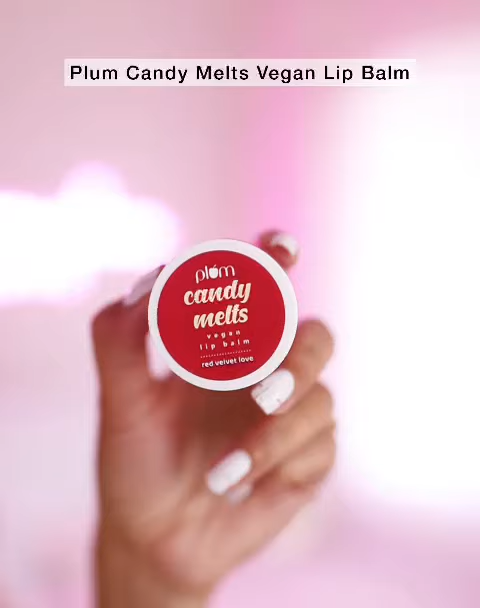 Plum Candy Melts Vegan Lip Balm
plum
candy
melts
vegan
lip balm
red velvet love